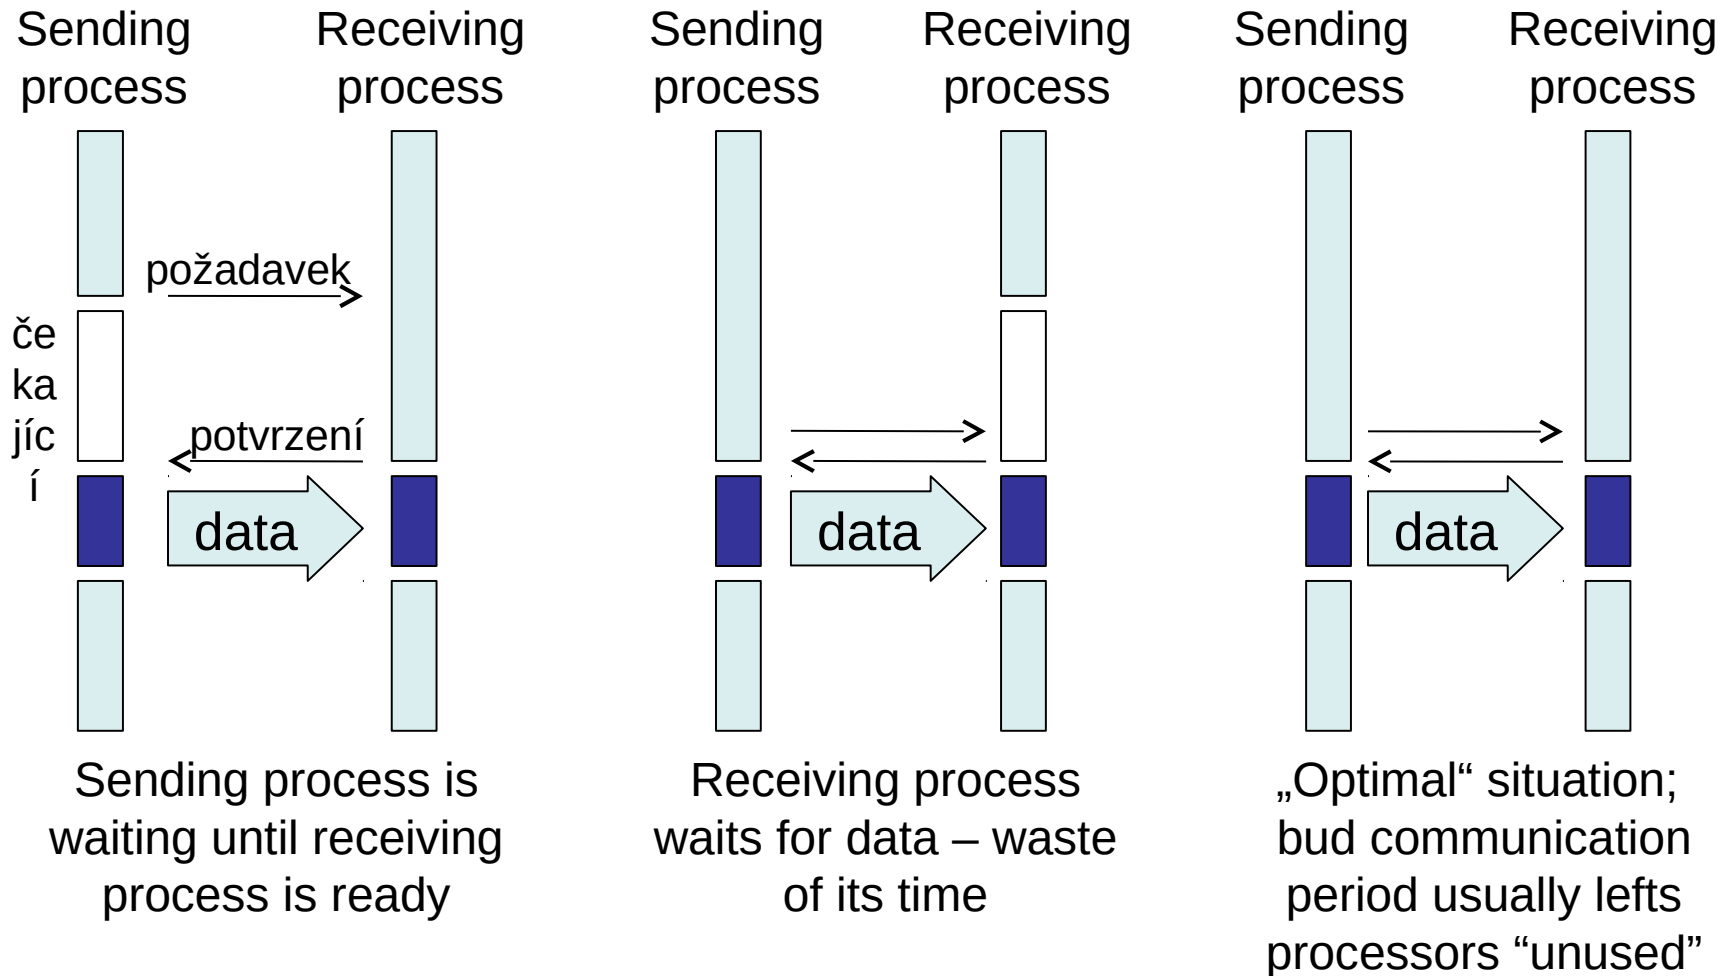 Sending
process
Receiving
process
požadavek
če
ka
jíc
í
potvrzení
data
Sending process is
waiting until receiving
process is ready
Sending
process
Receiving
process
data
Receiving process
waits for data – waste
of its time
Sending
process
Receiving
process
data
„Optimal“ situation;
bud communication
period usually lefts
processors “unused”